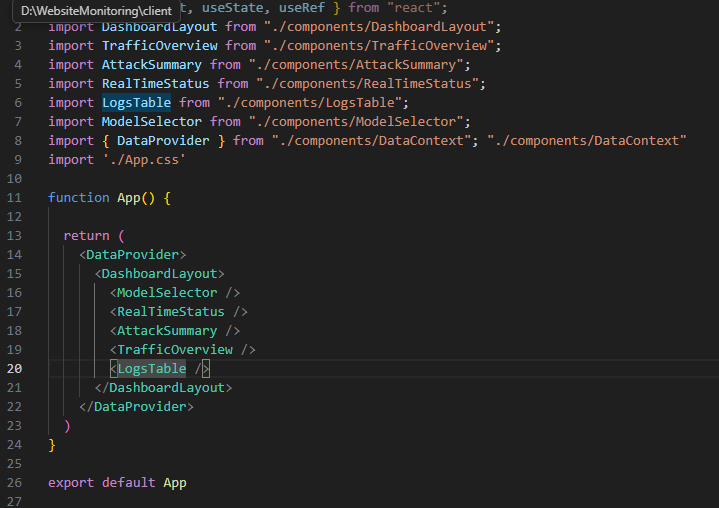 D:\WebsiteMonitoring\client
t, useState, useRef } from "react";
2 import DashboardLayout from "./components/DashboardLayout";
3 import TrafficOverview from "./components/TrafficOverview";
4 import AttackSummary from "./components/AttackSummary";
5 import RealTimeStatus from "./components/RealTimeStatus";
6 import LogsTable from "./components/LogsTable";
7 import ModelSelector from "./components/ModelSelector";
8 import { DataProvider } from "./components/DataContext"; "./components/DataContext"
9 import './App.css'
10
11 function App() {
12
13   return (
14     <DataProvider>
15       <DashboardLayout>
16         <ModelSelector />
17         <RealTimeStatus />
18         <AttackSummary />
19         <TrafficOverview />
20         <LogsTable />
21       </DashboardLayout>
22     </DataProvider>
23   )
24 }
25
26 export default App
27